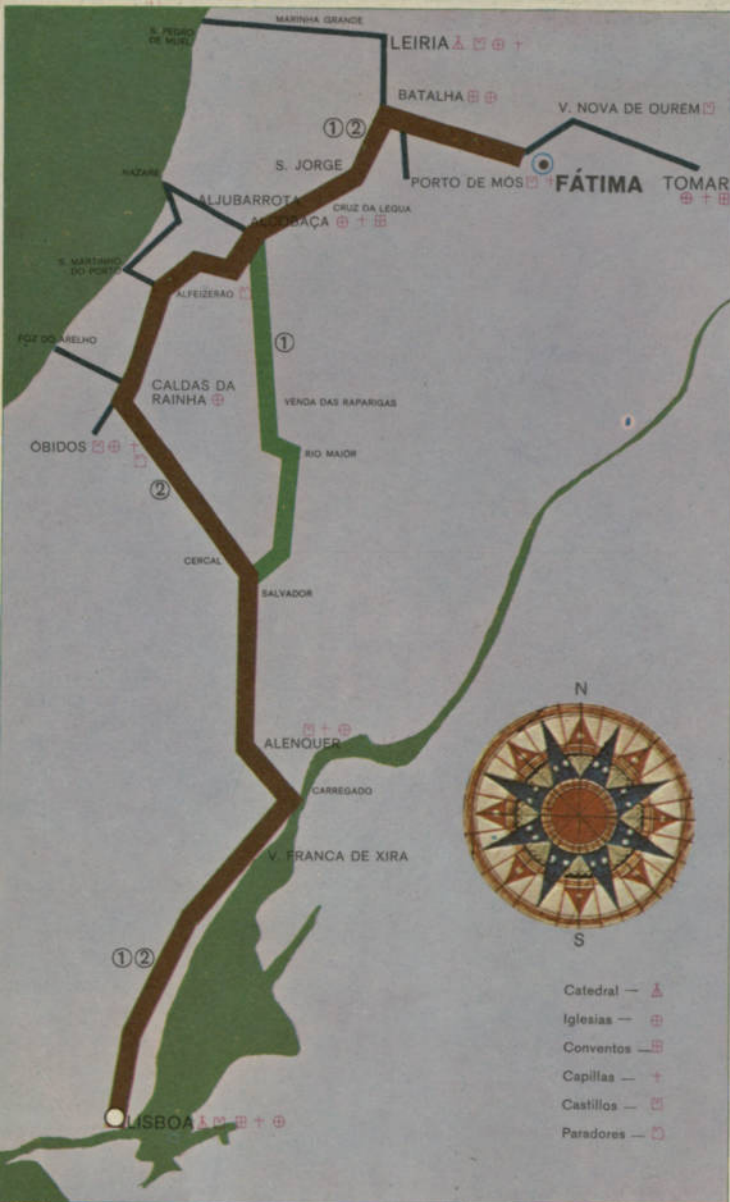 MARINHA GRANDE
S. PEDRO
DE MUEL
LEIRIA
BATALHA
V. NOVA DE OUREM
①②
S. JORGE
PORTO DE MÓS
FÁTIMA
TOMAR
NAZARE
ALJUBARROTA
CRUZ DA LEGUA
ALCOBAÇA
S. MARTINHO
DO PORTO
ALFEIZERÃO
FOZ DO ARELHO
①
CALDAS DA
RAINHA
VENDA DAS RAPARIGAS
ÓBIDOS
RIO MAIOR
②
CERCAL
SALVADOR
N
ALENQUER
CARREGADO
V. FRANCA DE XIRA
S
①②
Catedral —
Iglesias —
Conventos —
Capillas —
Castillos —
Paradores —
LISBOA